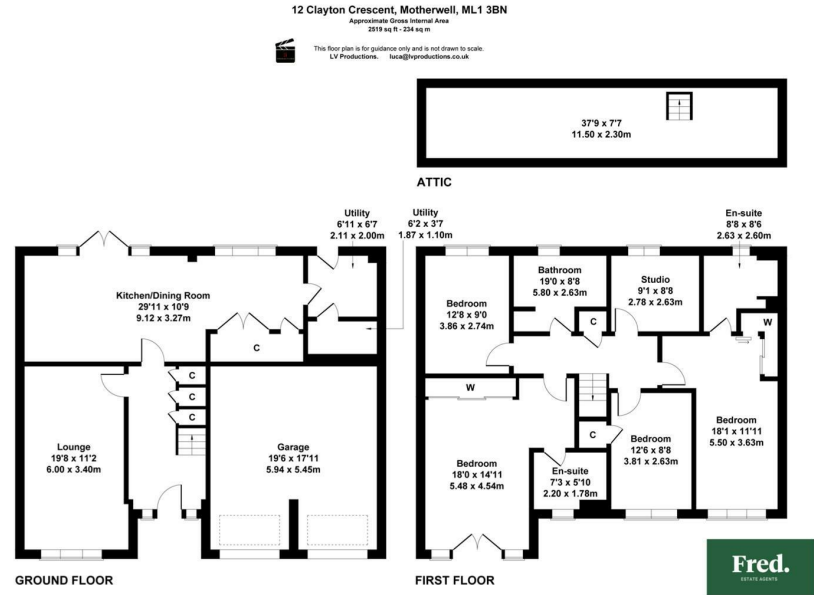 12 Clayton Crescent, Motherwell, ML1 3BN
Approximate Gross Internal Area
2519 sq ft - 234 sq m
This floor plan is for guidance only and is not drawn to scale.
LV Productions. luca@lvproductions.co.uk
37'9 x 7'7
11.50 x 2.30m
ATTIC
Utility
6'11 x 6'7
2.11 x 2.00m
Utility
6'2 x 3'7
1.87 x 1.10m
Kitchen/Dining Room
29'11 x 10'9
9.12 x 3.27m
C
C
C
C
Lounge
19'8 x 11'2
6.00 x 3.40m
Garage
19'6 x 17'11
5.94 x 5.45m
GROUND FLOOR
En-suite
8'8 x 8'6
2.63 x 2.60m
Bathroom
19'0 x 8'8
5.80 x 2.63m
Studio
9'1 x 8'8
2.78 x 2.63m
Bedroom
12'8 x 9'0
3.86 x 2.74m
C
W
W
Bedroom
18'1 x 11'11
5.50 x 3.63m
C
Bedroom
12'6 x 8'8
3.81 x 2.63m
Bedroom
18'0 x 14'11
5.48 x 4.54m
En-suite
7'3 x 5'10
2.20 x 1.78m
FIRST FLOOR
Fred.
ESTATE AGENTS